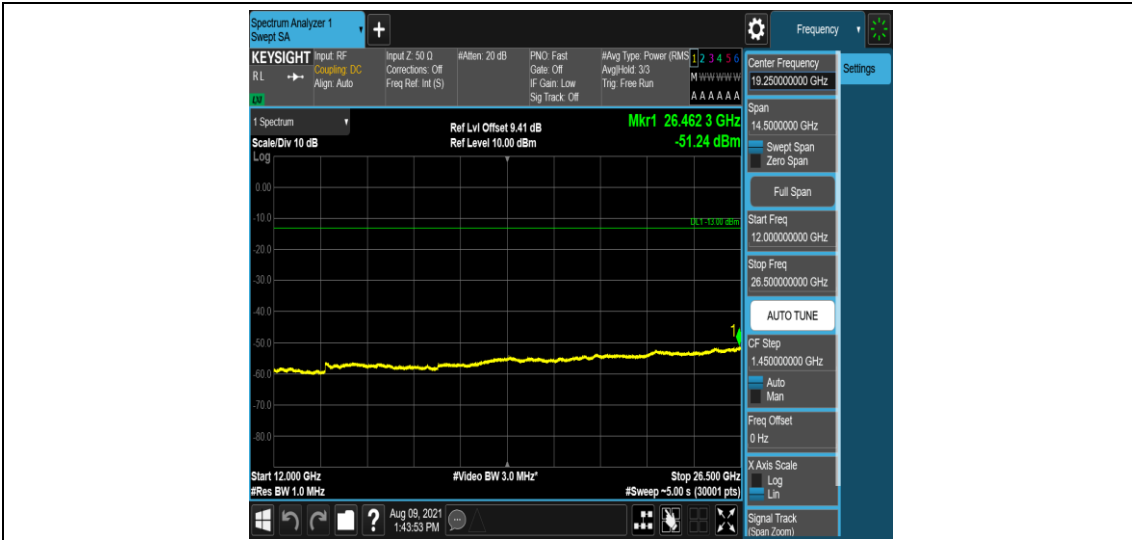 Spectrum Analyzer 1
Swept SA
+
Frequency
KEYSIGHT
RL
LXI
Input: RF
Coupling: DC
Align: Auto
Input Z: 50 Ω
Corrections: Off
Freq Ref: Int (S)
#Atten: 20 dB
PNO: Fast
Gate: Off
IF Gain: Low
Sig Track: Off
#Avg Type: Power (RMS
Avg|Hold: 3/3
Trig: Free Run
1 2 3 4 5 6
M W W W W W
A A A A A A
1 Spectrum
Scale/Div 10 dB
Log
Ref Lvl Offset 9.41 dB
Ref Level 10.00 dBm
Mkr1 26.462 3 GHz
-51.24 dBm
0.00
-10.0
DL1 -13.00 dBm
-20.0
-30.0
-40.0
1
-50.0
-60.0
-70.0
-80.0
Start 12.000 GHz
#Res BW 1.0 MHz
#Video BW 3.0 MHz*
Stop 26.500 GHz
#Sweep ~5.00 s (30001 pts)
Center Frequency
19.250000000 GHz
Settings
Span
14.5000000 GHz
Swept Span
Zero Span
Full Span
Start Freq
12.000000000 GHz
Stop Freq
26.500000000 GHz
AUTO TUNE
CF Step
1.450000000 GHz
Auto
Man
Freq Offset
0 Hz
X Axis Scale
Log
Lin
Signal Track
(Span Zoom)
?
Aug 09, 2021
1:43:53 PM